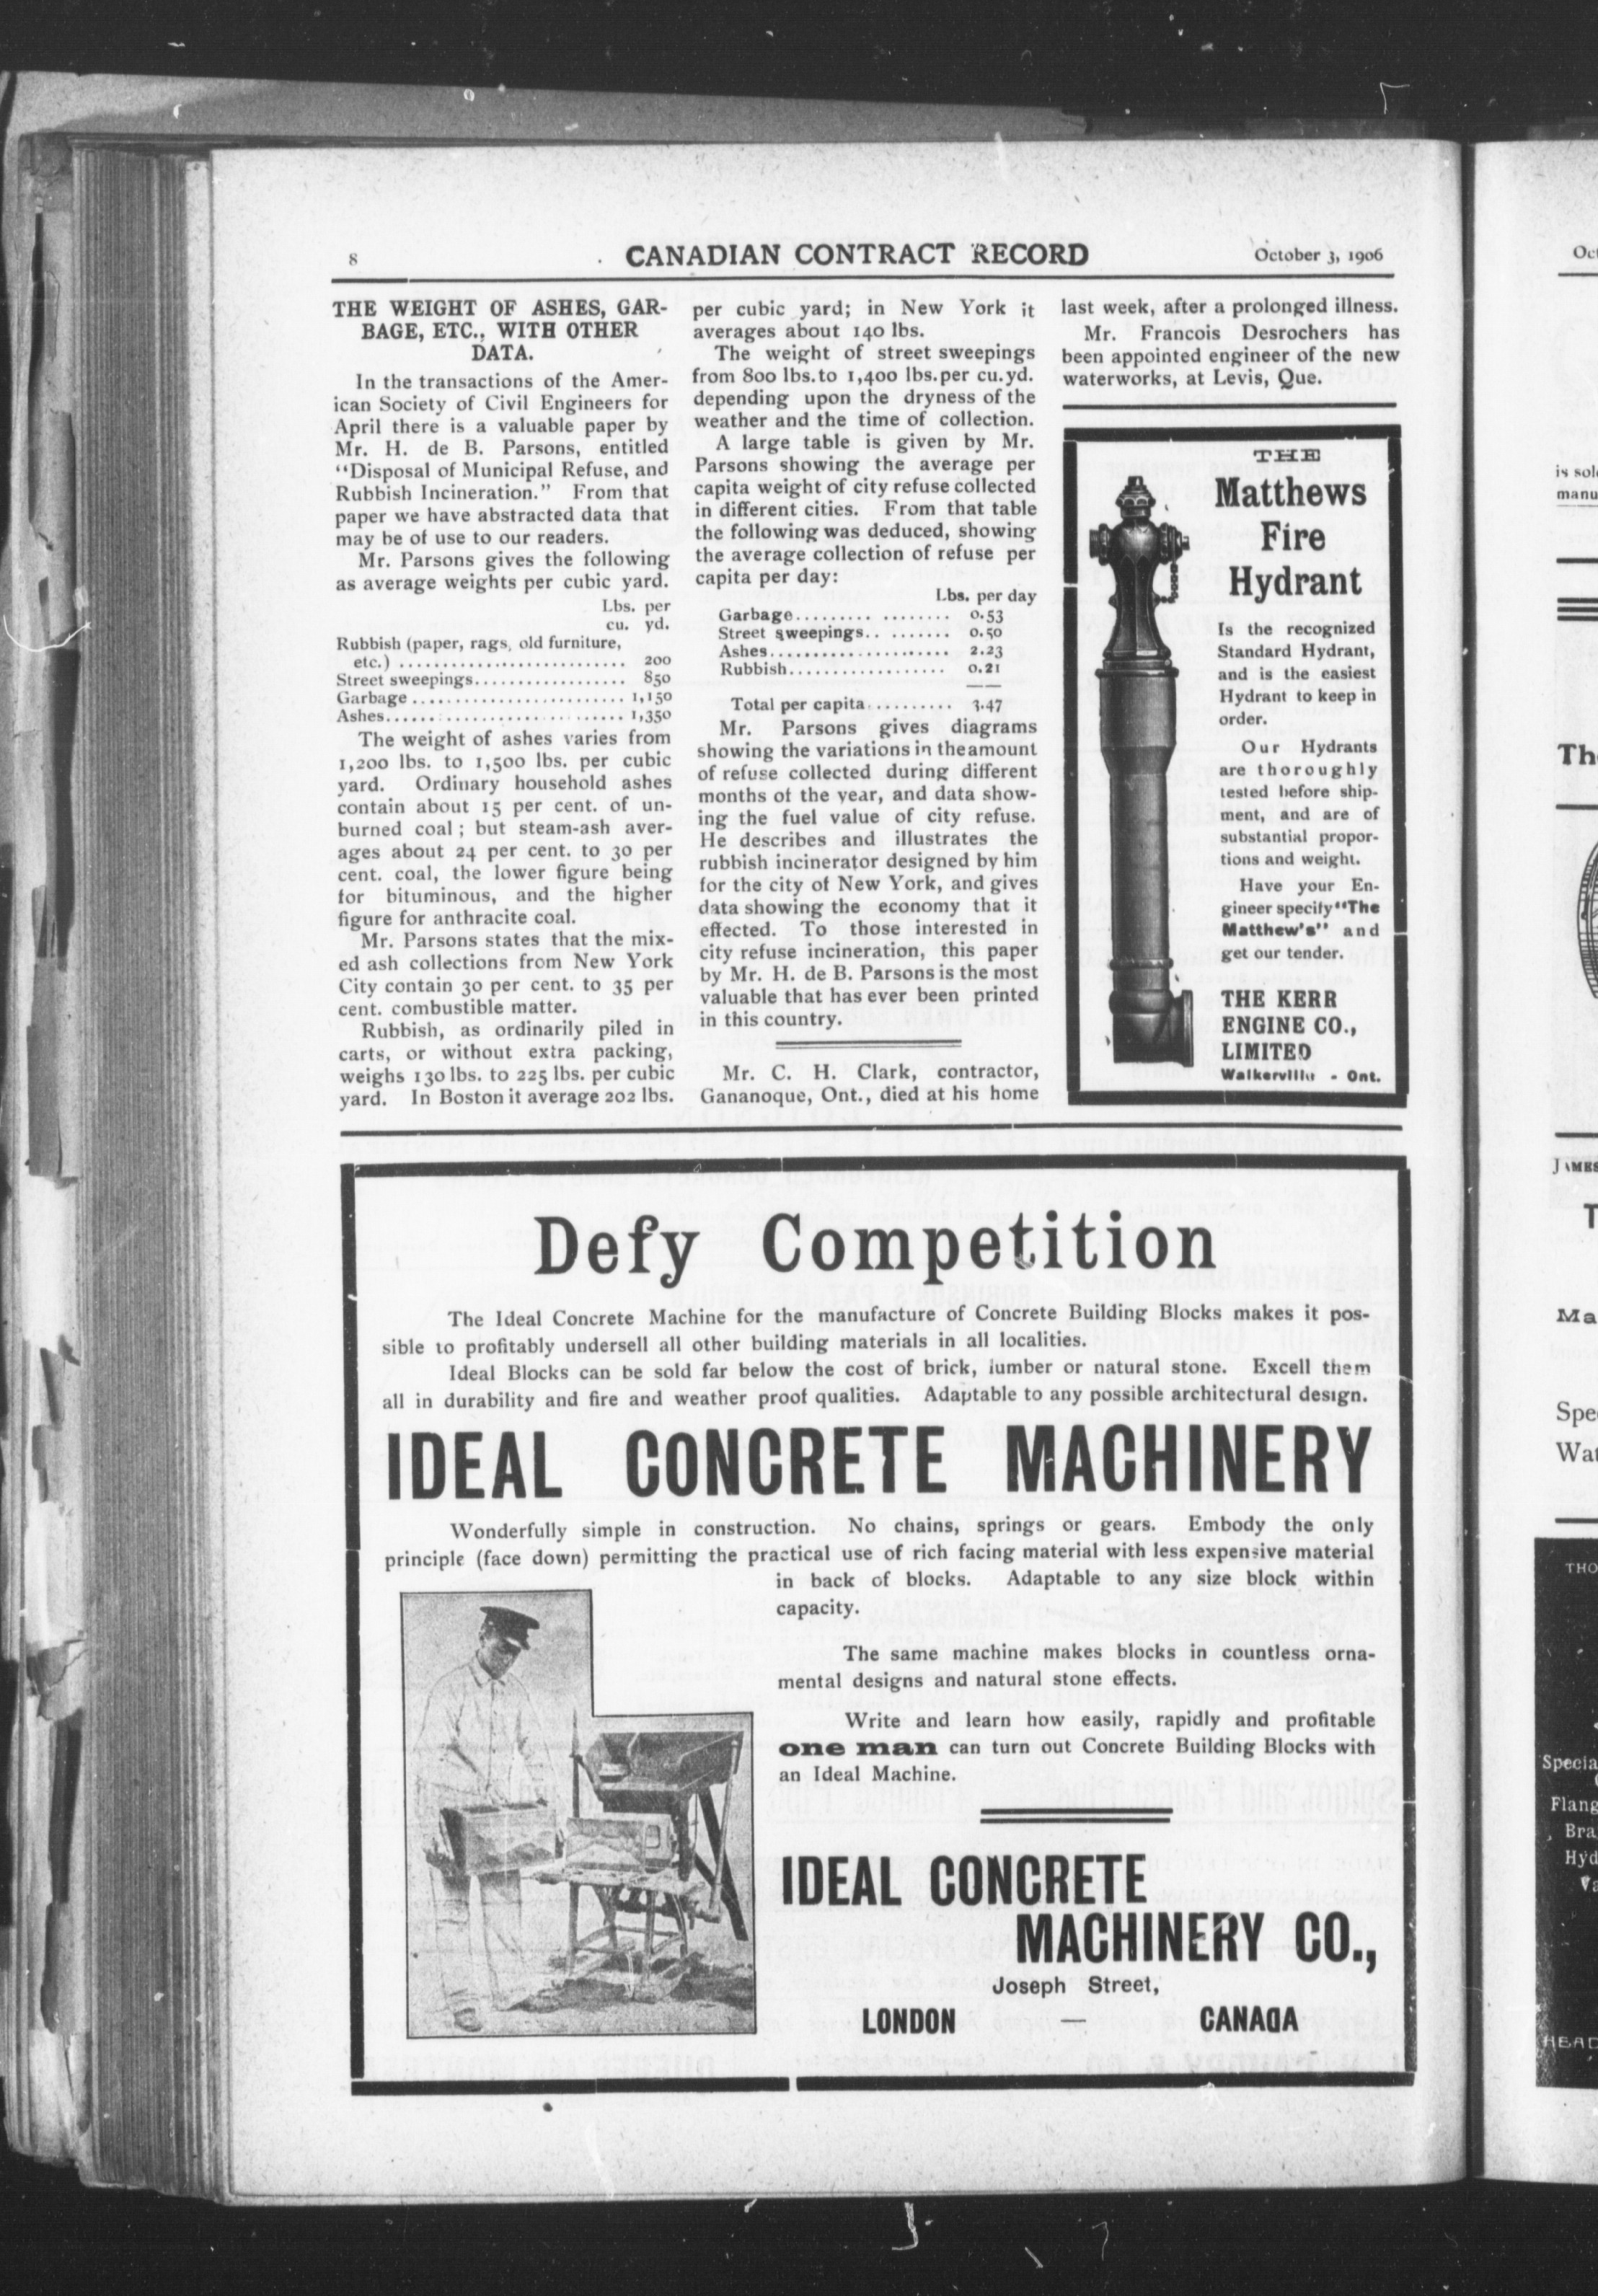 8
CANADIAN CONTRACT RECORD
October 3, 1906
THE WEIGHT OF ASHES, GAR-
BAGE, ETC., WITH OTHER
DATA.
In the transactions of the Amer-
ican Society of Civil Engineers for
April there is a valuable paper by
Mr. H. de B. Parsons, entitled
“Disposal of Municipal Refuse, and
Rubbish Incineration.” From that
paper we have abstracted data that
may be of use to our readers.
Mr. Parsons gives the following
as average weights per cubic yard.
Lbs. per
cu. yd.
Rubbish (paper, rags, old furniture,
etc.) .......................... 200
Street sweepings................. 850
Garbage ........................ 1,150
Ashes........................... 1,350
The weight of ashes varies from
1,200 lbs. to 1,500 lbs. per cubic
yard. Ordinary household ashes
contain about 15 per cent. of un-
burned coal; but steam-ash aver-
ages about 24 per cent. to 30 per
cent. coal, the lower figure being
for bituminous, and the higher
figure for anthracite coal.
Mr. Parsons states that the mix-
ed ash collections from New York
City contain 30 per cent. to 35 per
cent. combustible matter.
Rubbish, as ordinarily piled in
carts, or without extra packing,
weighs 130 lbs. to 225 lbs. per cubic
yard. In Boston it average 202 lbs.
per cubic yard; in New York it
averages about 140 lbs.
The weight of street sweepings
from 800 lbs. to 1,400 lbs. per cu. yd.
depending upon the dryness of the
weather and the time of collection.
A large table is given by Mr.
Parsons showing the average per
capita weight of city refuse collected
in different cities. From that table
the following was deduced, showing
the average collection of refuse per
capita per day:
Lbs. per day
Garbage......... ........ 0.53
Street sweepings.. ........ 0.50
Ashes..................... 2.23
Rubbish.................. 0.21
Total per capita.......... 3.47
Mr. Parsons gives diagrams
showing the variations in the amount
of refuse collected during different
months of the year, and data show-
ing the fuel value of city refuse.
He describes and illustrates the
rubbish incinerator designed by him
for the city of New York, and gives
data showing the economy that it
effected. To those interested in
city refuse incineration, this paper
by Mr. H. de B. Parsons is the most
valuable that has ever been printed
in this country.
Mr. C. H. Clark, contractor,
Gananoque, Ont., died at his home
last week, after a prolonged illness.
Mr. Francois Desrochers has
been appointed engineer of the new
waterworks, at Levis, Que.
THE
Matthews
Fire
Hydrant
Is the recognized
Standard Hydrant,
and is the easiest
Hydrant to keep in
order.
Our Hydrants
are thoroughly
tested before ship-
ment, and are of
substantial propor-
tions and weight.
Have your En-
gineer specify “The
Matthew's” and
get our tender.
THE KERR
ENGINE CO.,
LIMITED
Walkerville - Ont.
Defy Competition
The Ideal Concrete Machine for the manufacture of Concrete Building Blocks makes it pos-
sible to profitably undersell all other building materials in all localities.
Ideal Blocks can be sold far below the cost of brick, lumber or natural stone. Excell them
all in durability and fire and weather proof qualities. Adaptable to any possible architectural design.
IDEAL CONCRETE MACHINERY
Wonderfully simple in construction. No chains, springs or gears. Embody the only
principle (face down) permitting the practical use of rich facing material with less expensive material
in back of blocks. Adaptable to any size block within
capacity.
The same machine makes blocks in countless orna-
mental designs and natural stone effects.
Write and learn how easily, rapidly and profitable
one man can turn out Concrete Building Blocks with
an Ideal Machine.
IDEAL CONCRETE
MACHINERY CO.,
Joseph Street,
LONDON — CANADA
is sol
manu
Th
JAMES
T
Ma
Spe
Wat
THO
Specia
Flang
Bra
Hyd
Va
HEAD